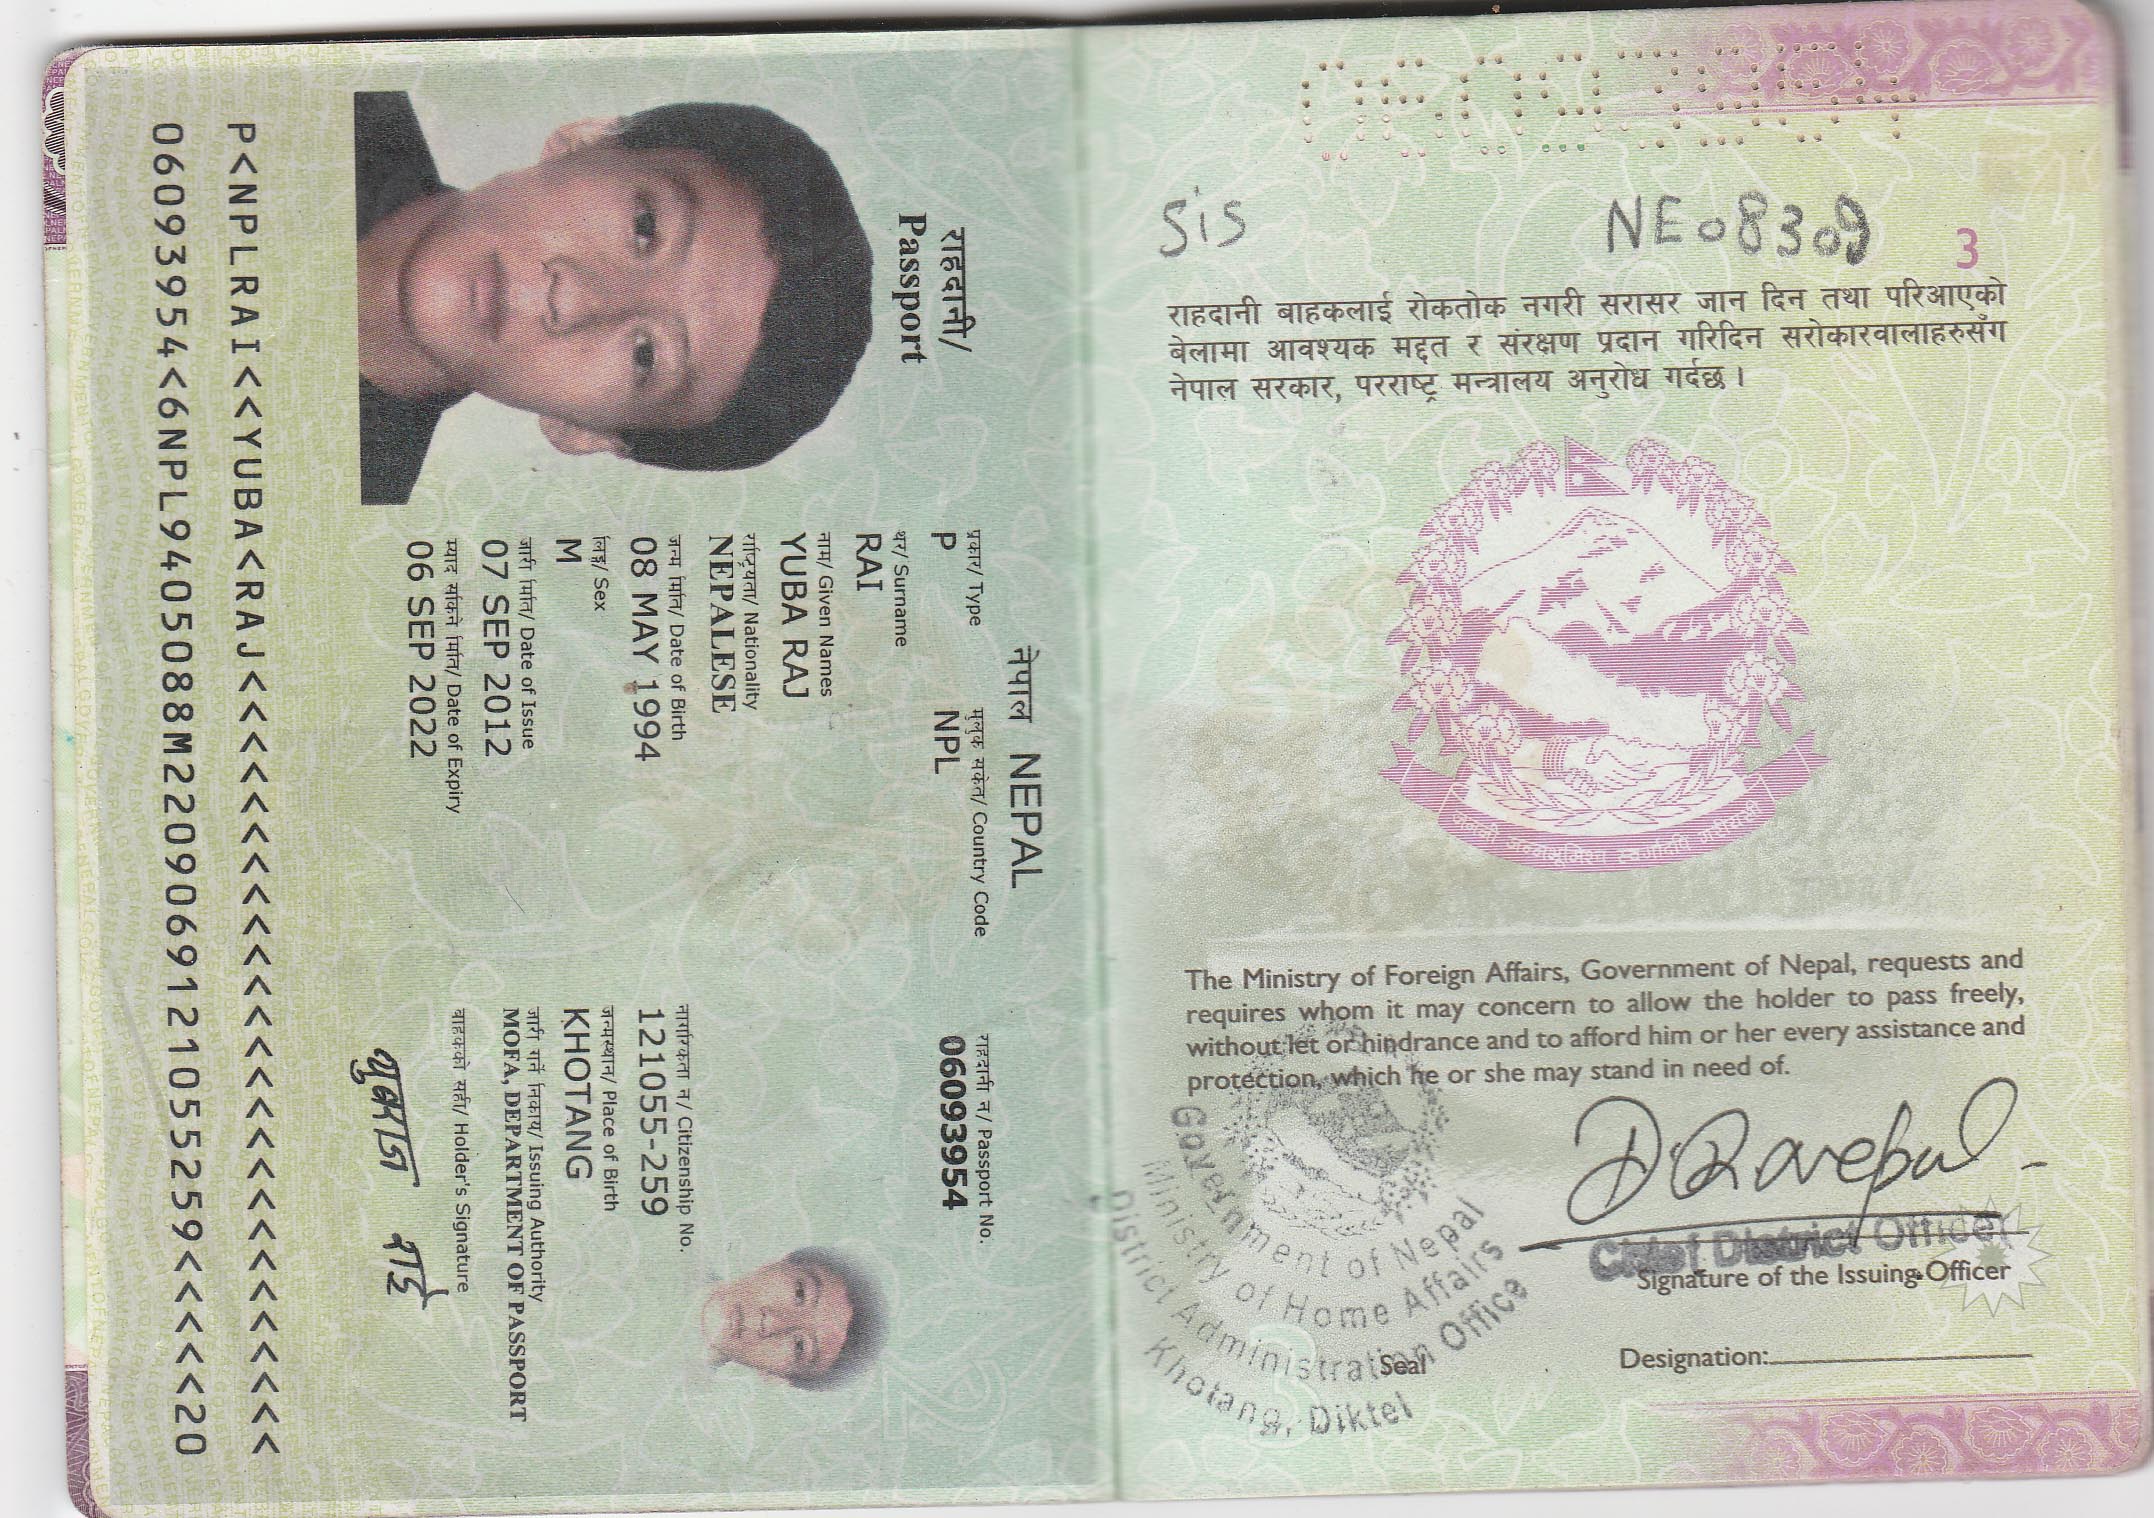 नेपाल NEPAL
राहदानी/
Passport
प्रकार/ Type
P
मुलुक संकेत/ Country Code
NPL
राहदानी नं/ Passport No.
06093954
थर/ Surname
RAI
नाम/ Given Names
YUBA RAJ
राष्ट्रियता/ Nationality
NEPALESE
जन्म मिति/ Date of Birth
08 MAY 1994
नागरिकता नं/ Citizenship No.
121055-259
लिङ्ग/ Sex
M
जन्मस्थान/ Place of Birth
KHOTANG
जारी मिति/ Date of Issue
07 SEP 2012
जारी गर्ने निकाय/ Issuing Authority
MOFA, DEPARTMENT OF PASSPORT
म्याद सकिने मिति/ Date of Expiry
06 SEP 2022
वाहकको सही/ Holder's Signature
युवराज राई
P<NPLRAI<<YUBA<RAJ<<<<<<<<<<<<<<<<<<<<<<<<<<
06093954<6NPL9405088M2209069121055259<<<<<20
SIS
NE08309
3
राहदानी बाहकलाई रोकतोक नगरी सरासर जान दिन तथा परिआएको
बेलामा आवश्यक मद्दत र संरक्षण प्रदान गरिदिन सरोकारवालाहरुसँग
नेपाल सरकार, परराष्ट्र मन्त्रालय अनुरोध गर्दछ।
The Ministry of Foreign Affairs, Government of Nepal, requests and
requires whom it may concern to allow the holder to pass freely,
without let or hindrance and to afford him or her every assistance and
protection, which he or she may stand in need of.
Government of Nepal
Ministry of Home Affairs
District Administration Office
Khotang, Diktel
Chief District Officer
Signature of the Issuing Officer
Seal
Designation: